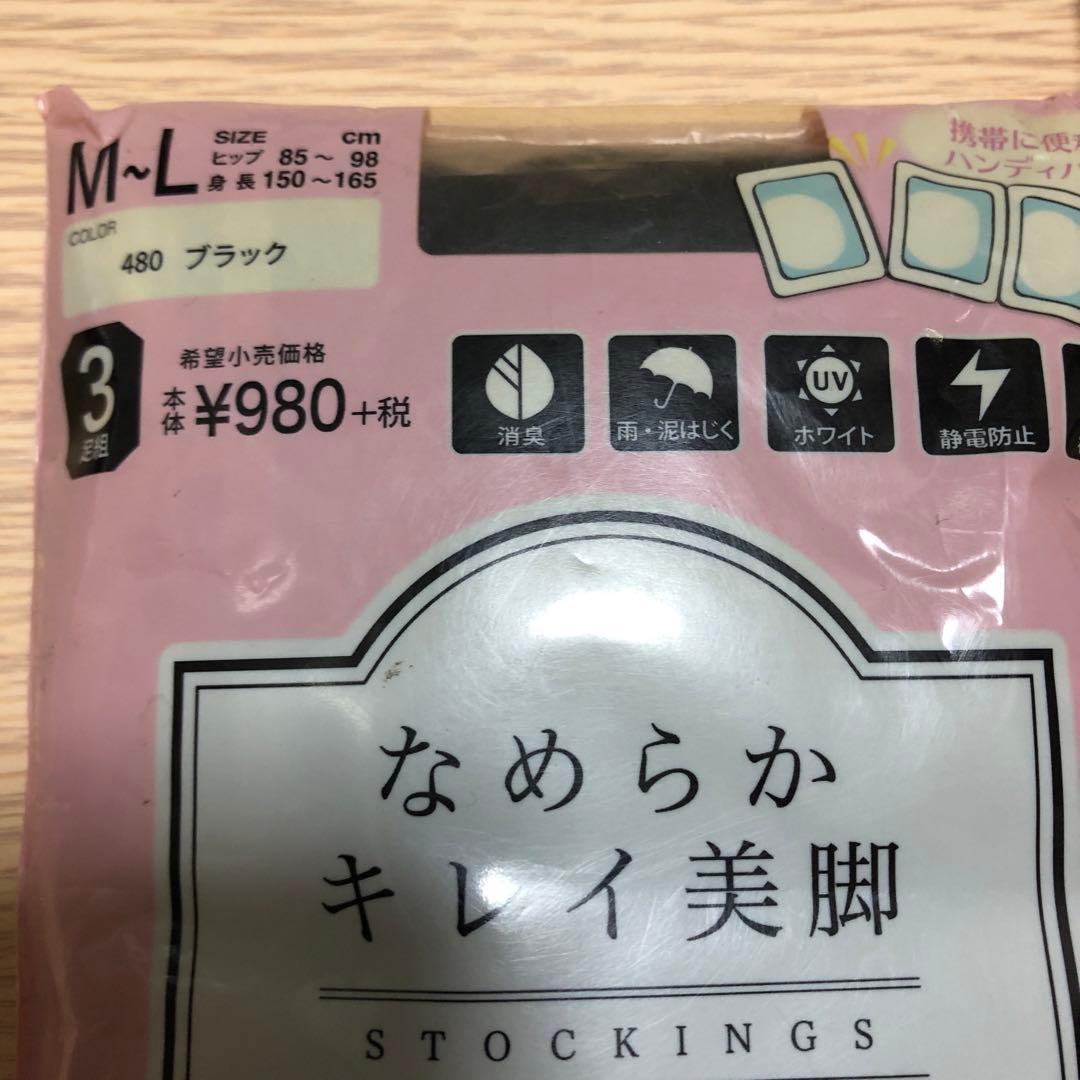 M~L
SIZE cm
ヒップ 85~98
身長 150~165
COLOR
480 ブラック
携帯に便
ハンディ
3
足組
希望小売価格
本体 ¥980+税
消臭
雨・泥はじく
UV
ホワイト
静電防止
なめらか
キレイ美脚
STOCKINGS